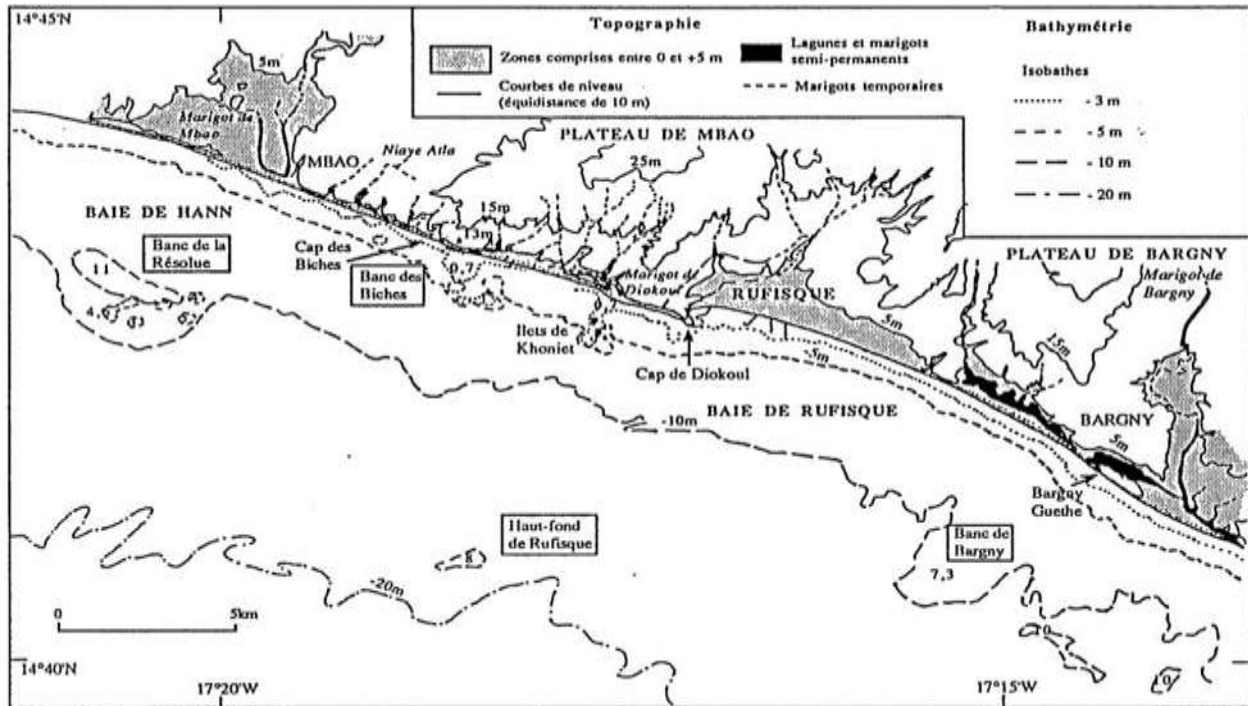 14°45'N
Topographie
Zones comprises entre 0 et +5 m
Courbes de niveau
(équidistance de 10 m)
Lagunes et marigots
semi-permanents
Marigots temporaires
Bathymétrie
Isobathes
- 3 m
- 5 m
- 10 m
- 20 m
5m
Marigot de
Mbao
MBAO
Niaye Aila
PLATEAU DE MBAO
25m
15m
13m
BAIE DE HANN
Banc de la
Résolue
11
Cap des
Biches
Banc des
Biches
0,7
Marigot de
Diokoul
RUFISQUE
5m
Ilets de
Khoniet
Cap de Diokoul
-5m
BAIE DE RUFISQUE
-10m
PLATEAU DE BARGNY
Marigot de
Bargny
15m
BARGNY
5m
Bargny
Guethe
Haut-fond
de Rufisque
8
-20m
Banc de
Bargny
7,3
10
0
5km
14°40'N
17°20'W
17°15'W